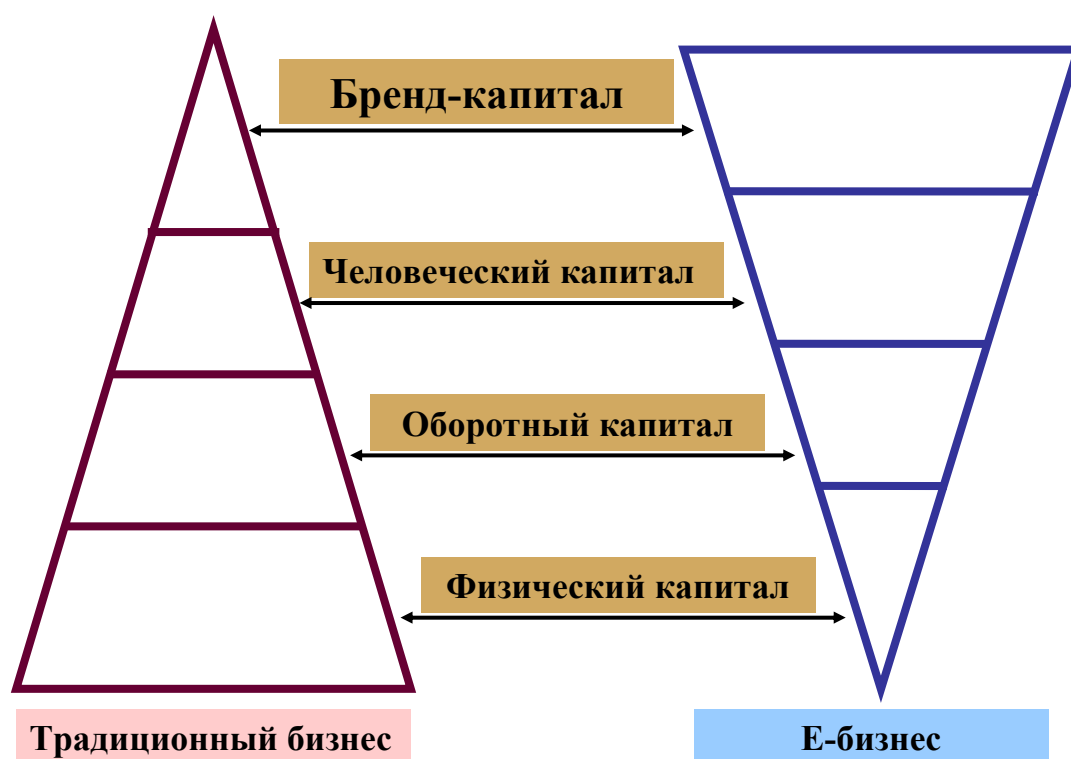 Бренд-капитал
Человеческий капитал
Оборотный капитал
Физический капитал
Традиционный бизнес
Е-бизнес